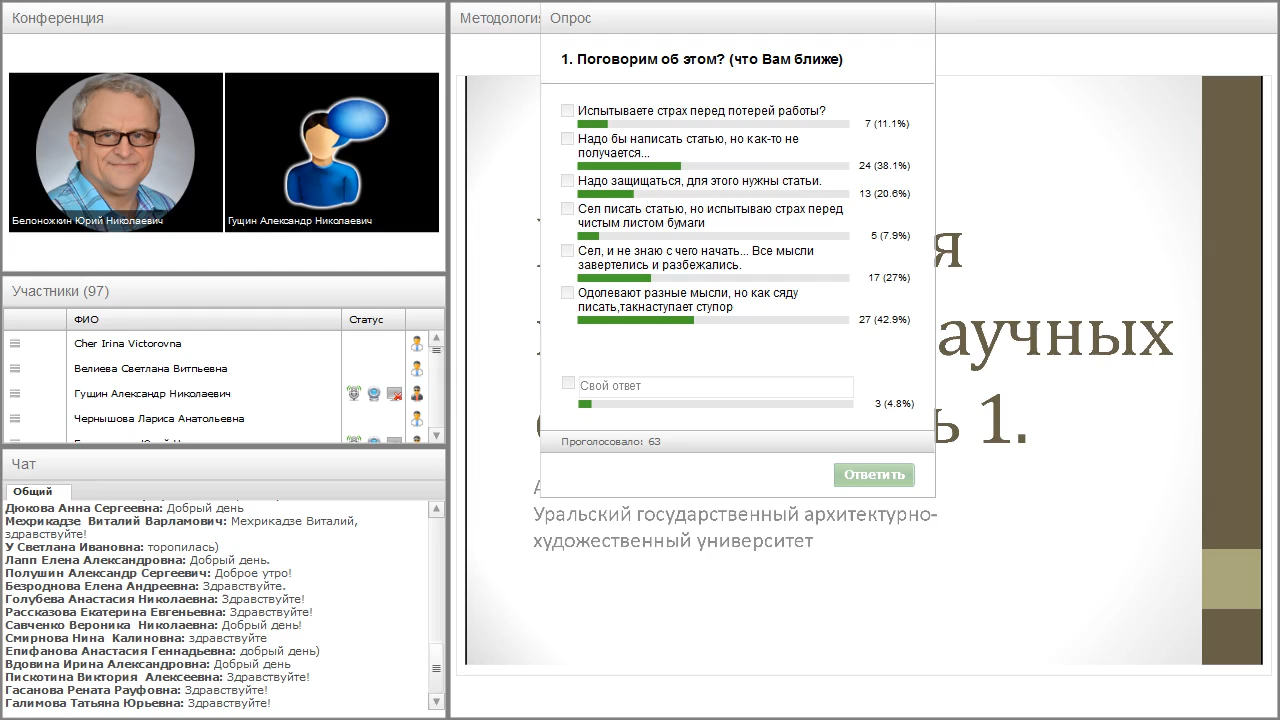 Конференция
Белоножкин Юрий Николаевич
Гущин Александр Николаевич
Участники (97)
ФИО
Статус
Cher Irina Victorovna
Велиева Светлана Витпьевна
Гущин Александр Николаевич
Чернышова Лариса Анатольевна
Чат
Общий
Дюкова Анна Сергеевна: Добрый день
Мехрикадзе Виталий Варламович: Мехрикадзе Виталий,
здравствуйте!
У Светлана Ивановна: торопилась)
Лапп Елена Александровна: Добрый день.
Полушин Александр Сергеевич: Доброе утро!
Безроднова Елена Андреевна: Здравствуйте.
Голубева Анастасия Николаевна: Здравствуйте!
Рассказова Екатерина Евгеньевна: Здравствуйте!
Савченко Вероника Николаевна: Добрый день!
Смирнова Нина Калиновна: здравствуйте
Епифанова Анастасия Геннадьевна: добрый день)
Вдовина Ирина Александровна: Добрый день
Пискотина Виктория Алексеевна: Здравствуйте!
Гасанова Рената Рауфовна: Здравствуйте!
Галимова Татьяна Юрьевна: Здравствуйте!
Методология
Опрос
1. Поговорим об этом? (что Вам ближе)
Испытываете страх перед потерей работы?
7 (11.1%)
Надо бы написать статью, но как-то не
получается...
24 (38.1%)
Надо защищаться, для этого нужны статьи.
13 (20.6%)
Сел писать статью, но испытываю страх перед
чистым листом бумаги
5 (7.9%)
Сел, и не знаю с чего начать... Все мысли
завертелись и разбежались.
17 (27%)
Одолевают разные мысли, но как сяду
писать,такнаступает ступор
27 (42.9%)
Свой ответ
3 (4.8%)
Проголосовало: 63
Ответить
я
аучных
ь 1.
Уральский государственный архитектурно-
художественный университет